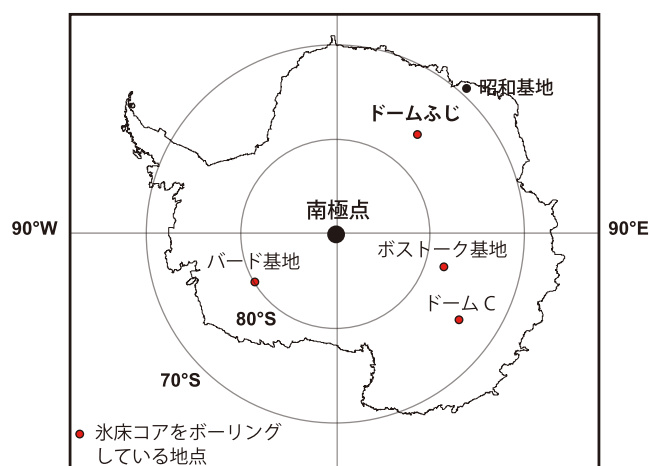 昭和基地
ドームふじ
南極点
90°W
90°E
ボストーク基地
バード基地
ドームC
80°S
70°S
氷床コアをボーリング
している地点